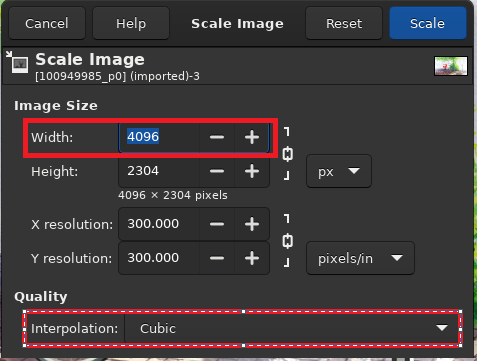 Cancel Help Scale Image Reset Scale
Scale Image
[100949985_p0] (imported)-3
Image Size
Width: 4096
Height: 2304 px
4096 × 2304 pixels
X resolution: 300.000
Y resolution: 300.000 pixels/in
Quality
Interpolation: Cubic